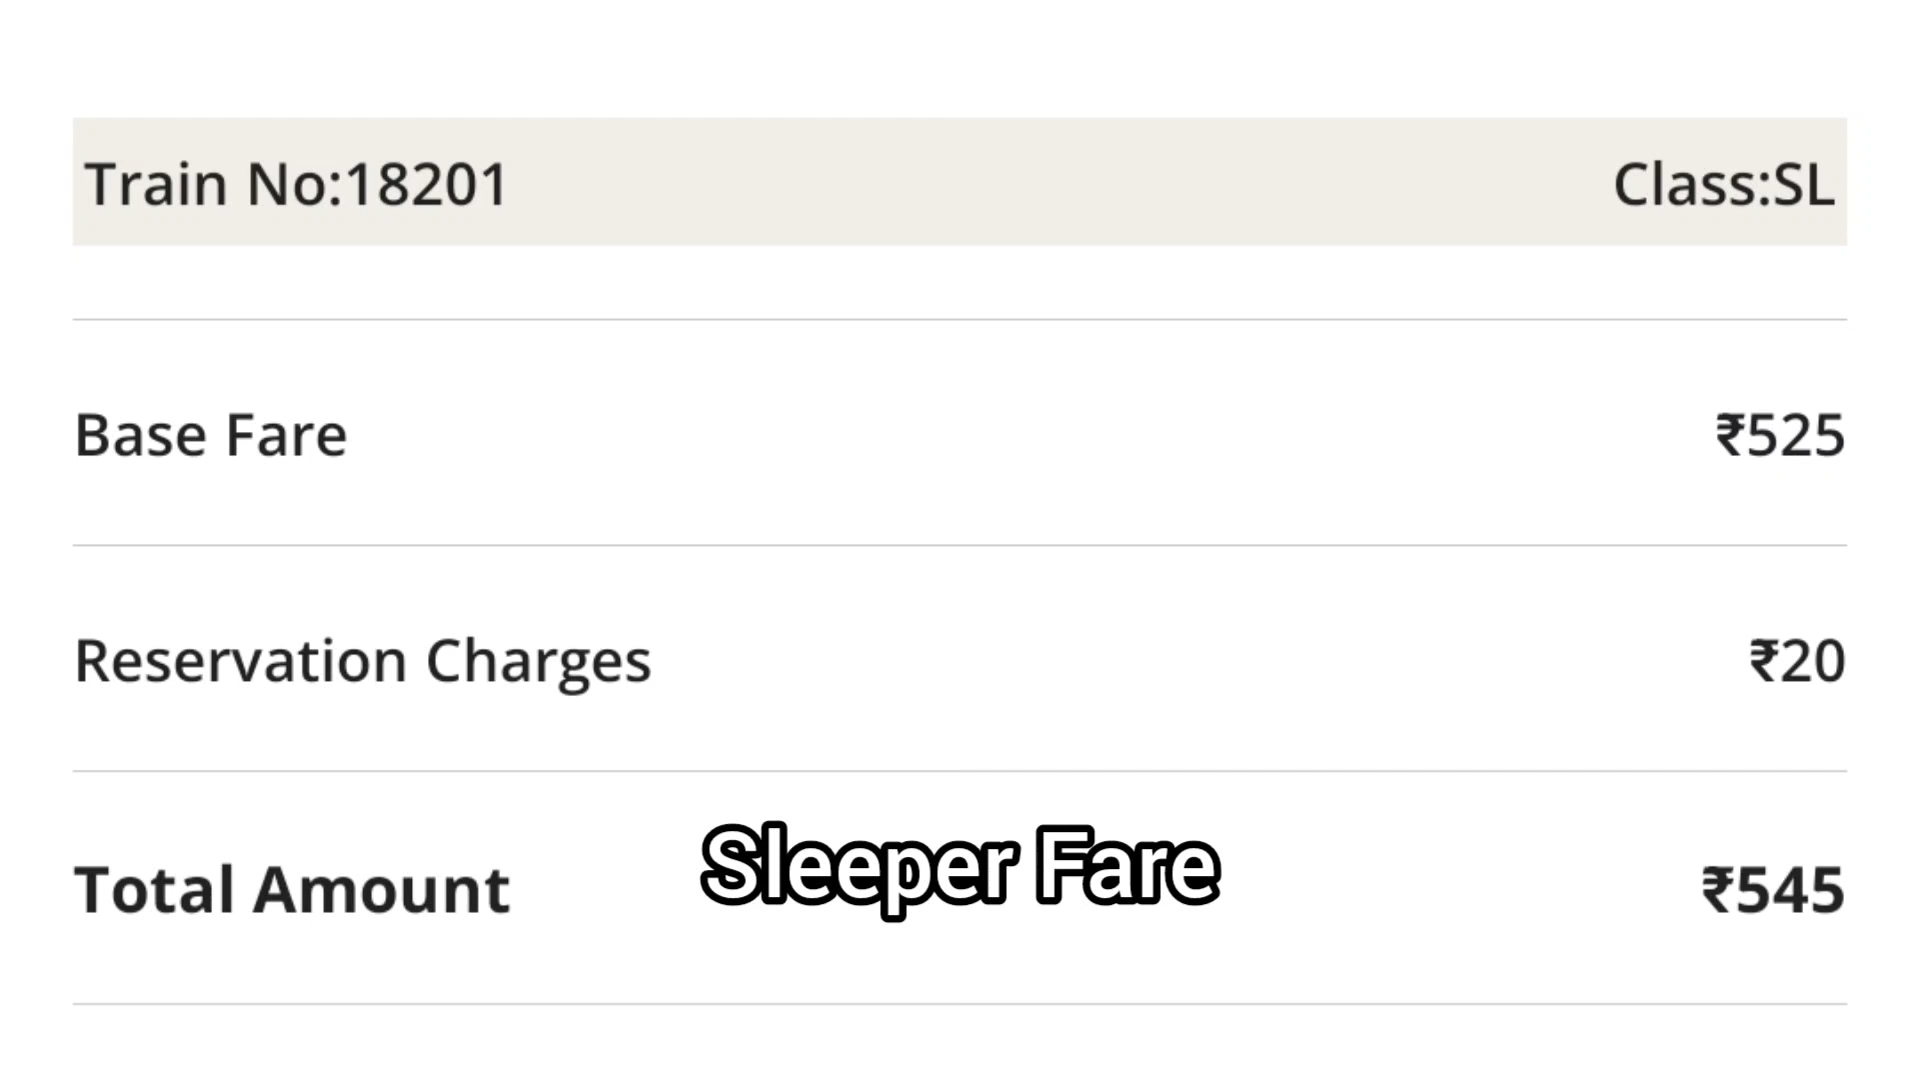 Train No:18201 Class:SL
Base Fare ₹525
Reservation Charges ₹20
Total Amount Sleeper Fare ₹545